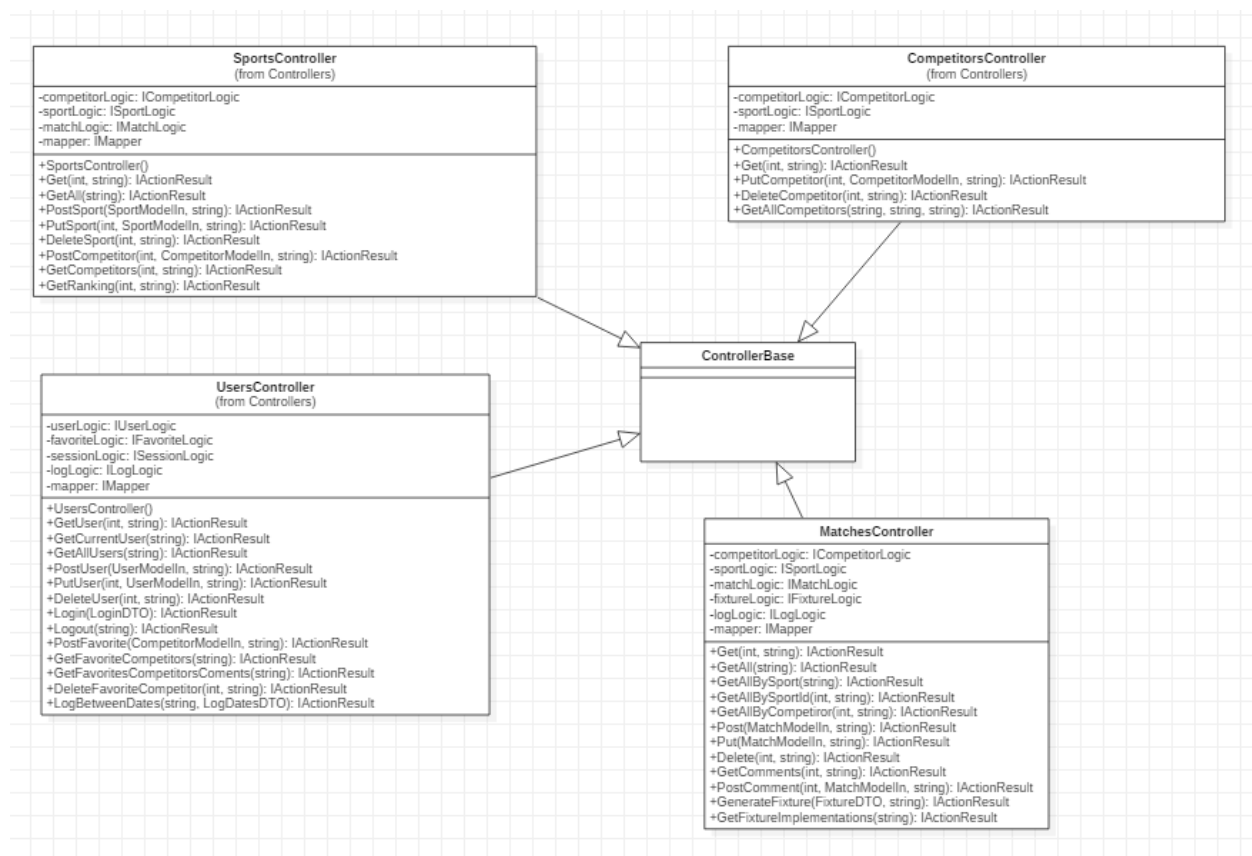 SportsController
(from Controllers)
-competitorLogic: ICompetitorLogic
-sportLogic: ISportLogic
-matchLogic: IMatchLogic
-mapper: IMapper
+SportsController()
+Get(int, string): IActionResult
+GetAll(string): IActionResult
+PostSport(SportModelIn, string): IActionResult
+PutSport(int, SportModelIn, string): IActionResult
+DeleteSport(int, string): IActionResult
+PostCompetitor(int, CompetitorModelIn, string): IActionResult
+GetCompetitors(int, string): IActionResult
+GetRanking(int, string): IActionResult
CompetitorsController
(from Controllers)
-competitorLogic: ICompetitorLogic
-sportLogic: ISportLogic
-mapper: IMapper
+CompetitorsController()
+Get(int, string): IActionResult
+PutCompetitor(int, CompetitorModelIn, string): IActionResult
+DeleteCompetitor(int, string): IActionResult
+GetAllCompetitors(string, string, string): IActionResult
ControllerBase
UsersController
(from Controllers)
-userLogic: IUserLogic
-favoriteLogic: IFavoriteLogic
-sessionLogic: ISessionLogic
-logLogic: ILogLogic
-mapper: IMapper
+UsersController()
+GetUser(int, string): IActionResult
+GetCurrentUser(string): IActionResult
+GetAllUsers(string): IActionResult
+PostUser(UserModelIn, string): IActionResult
+PutUser(int, UserModelIn, string): IActionResult
+DeleteUser(int, string): IActionResult
+Login(LoginDTO): IActionResult
+Logout(string): IActionResult
+PostFavorite(CompetitorModelIn, string): IActionResult
+GetFavoriteCompetitors(string): IActionResult
+GetFavoritesCompetitorsComents(string): IActionResult
+DeleteFavoriteCompetitor(int, string): IActionResult
+LogBetweenDates(string, LogDatesDTO): IActionResult
MatchesController
-competitorLogic: ICompetitorLogic
-sportLogic: ISportLogic
-matchLogic: IMatchLogic
-fixtureLogic: IFixtureLogic
-logLogic: ILogLogic
-mapper: IMapper
+Get(int, string): IActionResult
+GetAll(string): IActionResult
+GetAllBySport(string): IActionResult
+GetAllBySportId(int, string): IActionResult
+GetAllByCompetiror(int, string): IActionResult
+Post(MatchModelIn, string): IActionResult
+Put(MatchModelIn, string): IActionResult
+Delete(int, string): IActionResult
+GetComments(int, string): IActionResult
+PostComment(int, MatchModelIn, string): IActionResult
+GenerateFixture(FixtureDTO, string): IActionResult
+GetFixtureImplementations(string): IActionResult